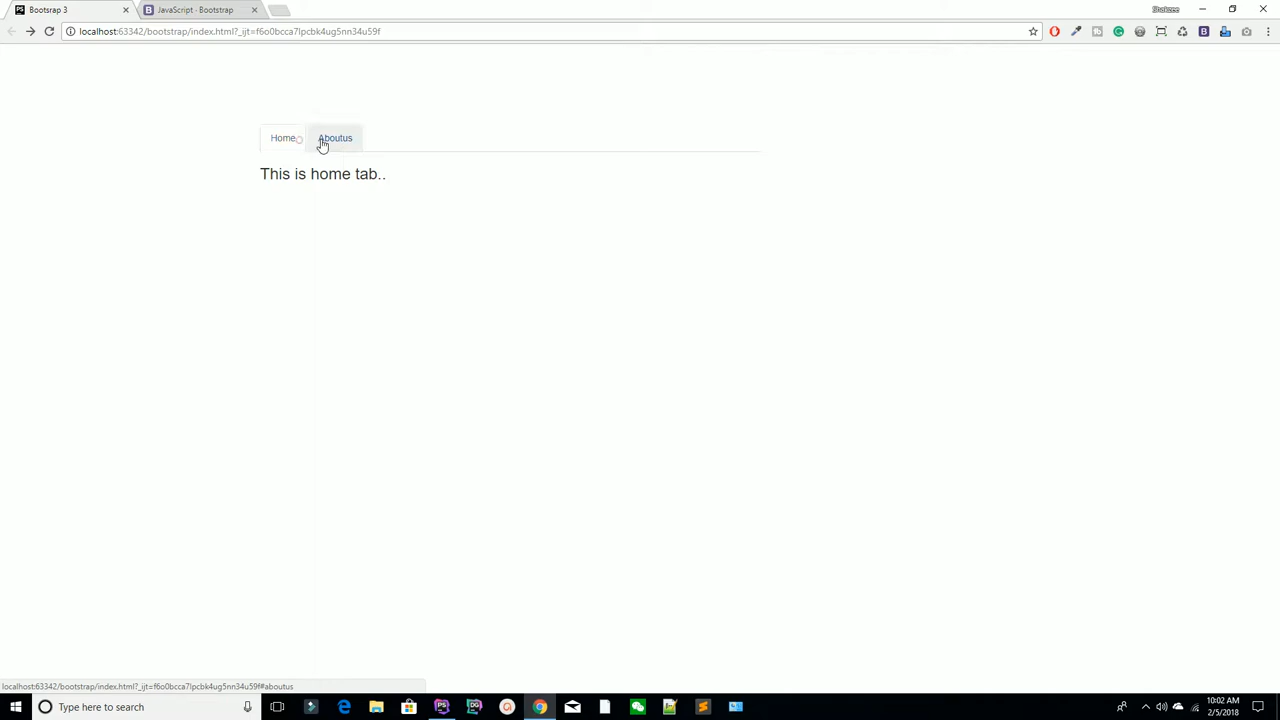 Bootsrap 3
JavaScript · Bootstrap
localhost:63342/bootstrap/index.html?_ijt=f6o0bcca7lpcbk4ug5nn34u59f
Home
Aboutus
This is home tab..
localhost:63342/bootstrap/index.html?_ijt=f6o0bcca7lpcbk4ug5nn34u59f#aboutus
Type here to search
10:02 AM
2/5/2018